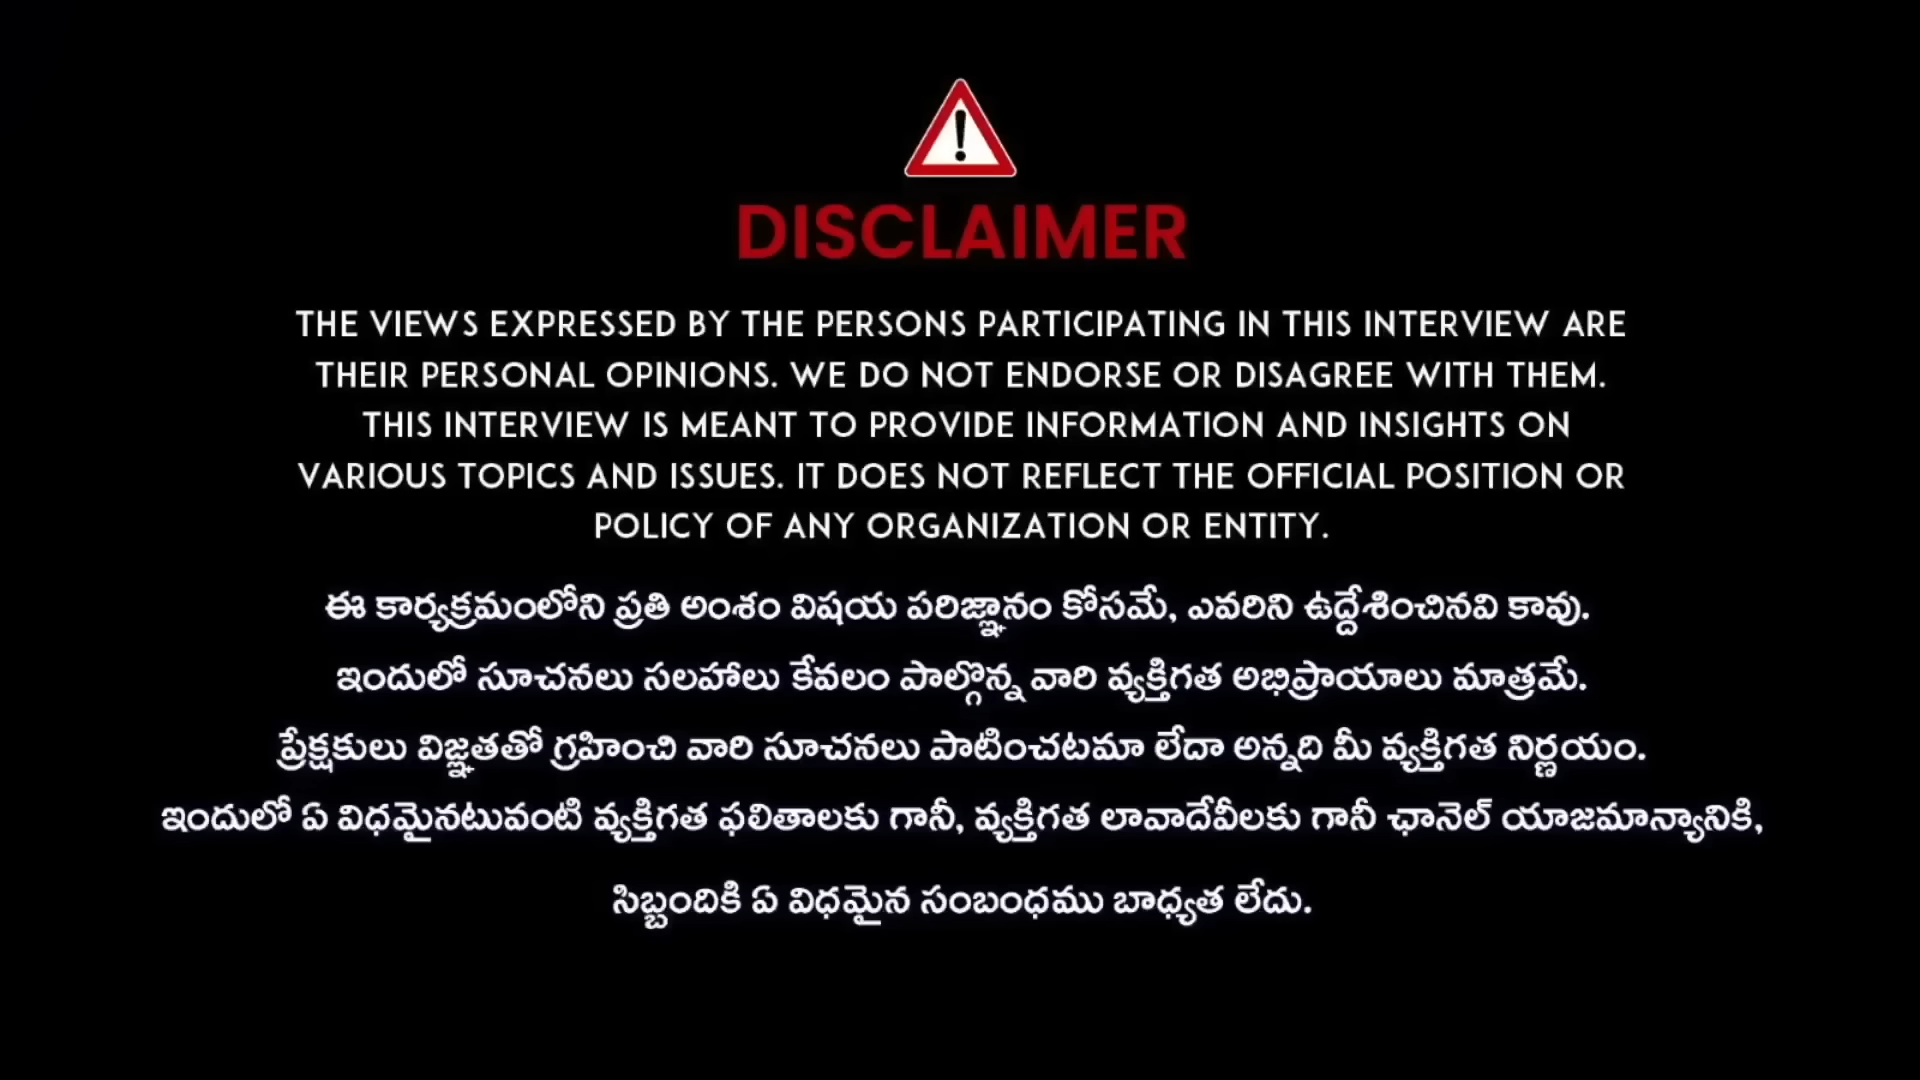 DISCLAIMER
THE VIEWS EXPRESSED BY THE PERSONS PARTICIPATING IN THIS INTERVIEW ARE
THEIR PERSONAL OPINIONS. WE DO NOT ENDORSE OR DISAGREE WITH THEM.
THIS INTERVIEW IS MEANT TO PROVIDE INFORMATION AND INSIGHTS ON
VARIOUS TOPICS AND ISSUES. IT DOES NOT REFLECT THE OFFICIAL POSITION OR
POLICY OF ANY ORGANIZATION OR ENTITY.
ఈ కార్యక్రమంలోని ప్రతి అంశం విషయ పరిజ్ఞానం కోసమే, ఎవరిని ఉద్దేశించినవి కావు.
ఇందులో సూచనలు సలహాలు కేవలం పాల్గొన్న వారి వ్యక్తిగత అభిప్రాయాలు మాత్రమే.
ప్రేక్షకులు విజ్ఞతతో గ్రహించి వారి సూచనలు పాటించటమా లేదా అన్నది మీ వ్యక్తిగత నిర్ణయం.
ఇందులో ఏ విధమైనటువంటి వ్యక్తిగత ఫలితాలకు గానీ, వ్యక్తిగత లావాదేవీలకు గానీ ఛానెల్ యాజమాన్యానికి,
సిబ్బందికి ఏ విధమైన సంబంధము బాధ్యత లేదు.